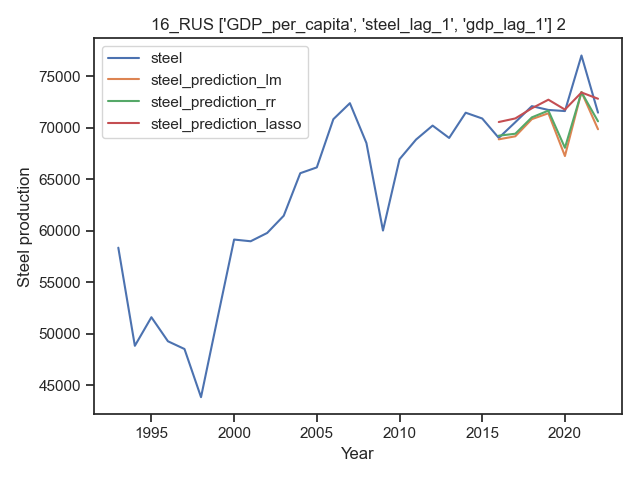 16_RUS ['GDP_per_capita', 'steel_lag_1', 'gdp_lag_1'] 2
steel
steel_prediction_lm
steel_prediction_rr
steel_prediction_lasso
75000
70000
65000
60000
55000
50000
45000
Steel production
1995 2000 2005 2010 2015 2020
Year